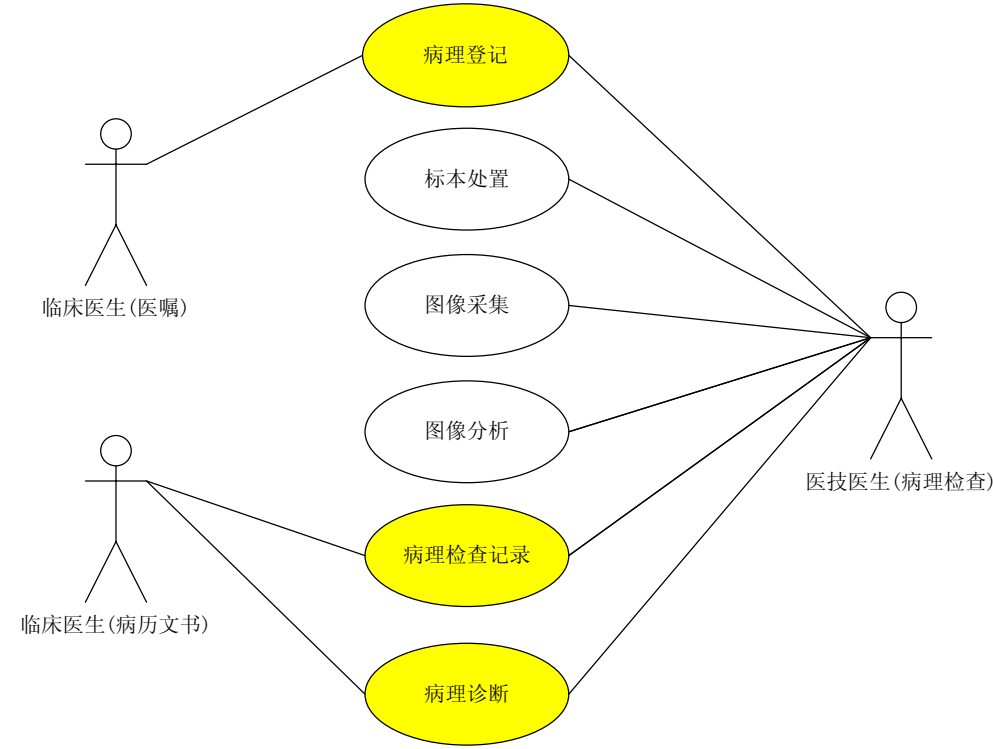 病理登记
标本处置
临床医生(医嘱)
图像采集
图像分析
医技医生(病理检查)
病理检查记录
临床医生(病历文书)
病理诊断